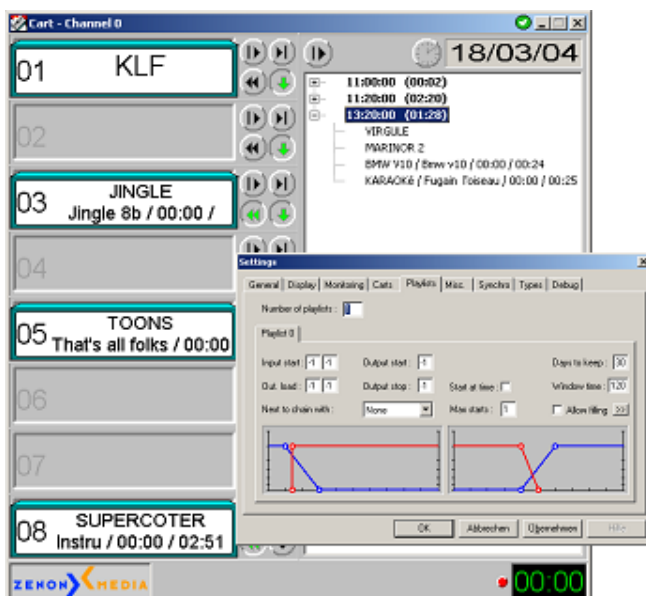 Cart - Channel 0
01
KLF
18/03/04
11:00:00 (00:02)
11:20:00 (02:20)
13:20:00 (01:28)
VIRGULE
MARINOR 2
BMW V10 / Bmw v10 / 00:00 / 00:24
KARAOKé / Fugain l'oiseau / 00:00 / 00:25
02
03
JINGLE
Jingle 8b / 00:00 /
04
05
TOONS
That's all folks / 00:00
06
07
08
SUPERCOTER
Instru / 00:00 / 02:51
Settings
General Display Monitoring Carts Playlists Misc. Synchro Types Debug
Number of playlists :
Playlist 0
Input start : -1 -1 Output start : -1 Days to keep : 30
Out. load : -1 -1 Output stop : -1 Start at time : Window time : 120
Next to chain with : None Max starts : 1 Allow filling >>
OK Abbrechen Übernehmen Hilfe
ZENON MEDIA
00:00